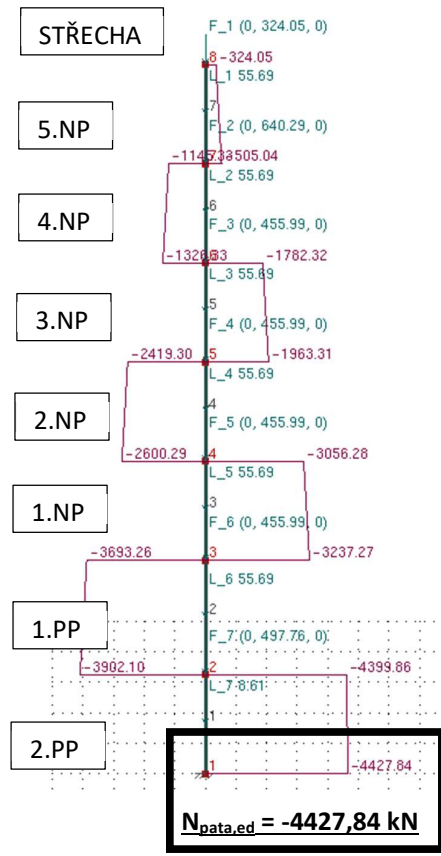 STŘECHA
F_1 (0, 324.05, 0)
8 -324.05
L_1 55.69
5.NP
7
F_2 (0, 640.29, 0)
-505.04
L_2 55.69
4.NP
6
F_3 (0, 455.99, 0)
-1782.32
L_3 55.69
3.NP
5
F_4 (0, 455.99, 0)
-2419.30 5 -1963.31
L_4 55.69
2.NP
4
F_5 (0, 455.99, 0)
-2600.29 4 -3056.28
L_5 55.69
1.NP
3
F_6 (0, 455.99, 0)
-3693.26 3 -3237.27
L_6 55.69
1.PP
2
F_7 (0, 497.76, 0)
-3902.10 2 -4399.86
L_7 8.61
2.PP
1
1 -4427.84
Npata,ed = -4427,84 kN